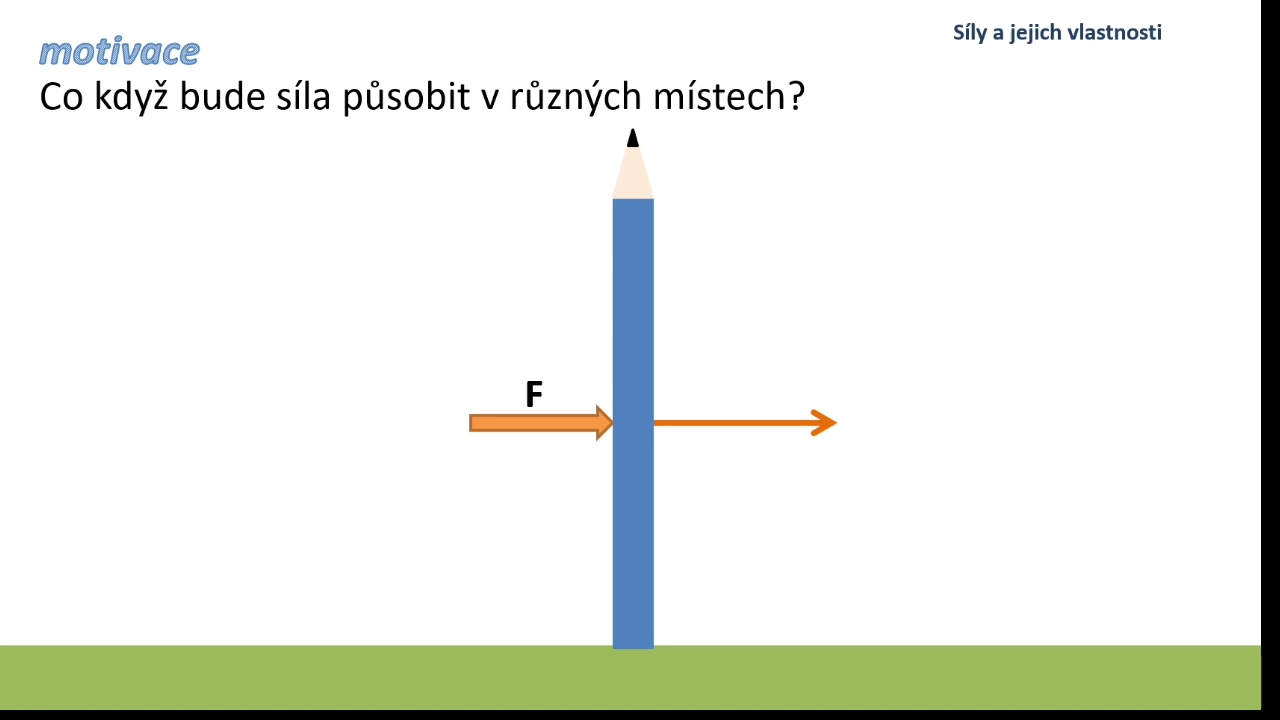 Síly a jejich vlastnosti
motivace
Co když bude síla působit v různých místech?
F